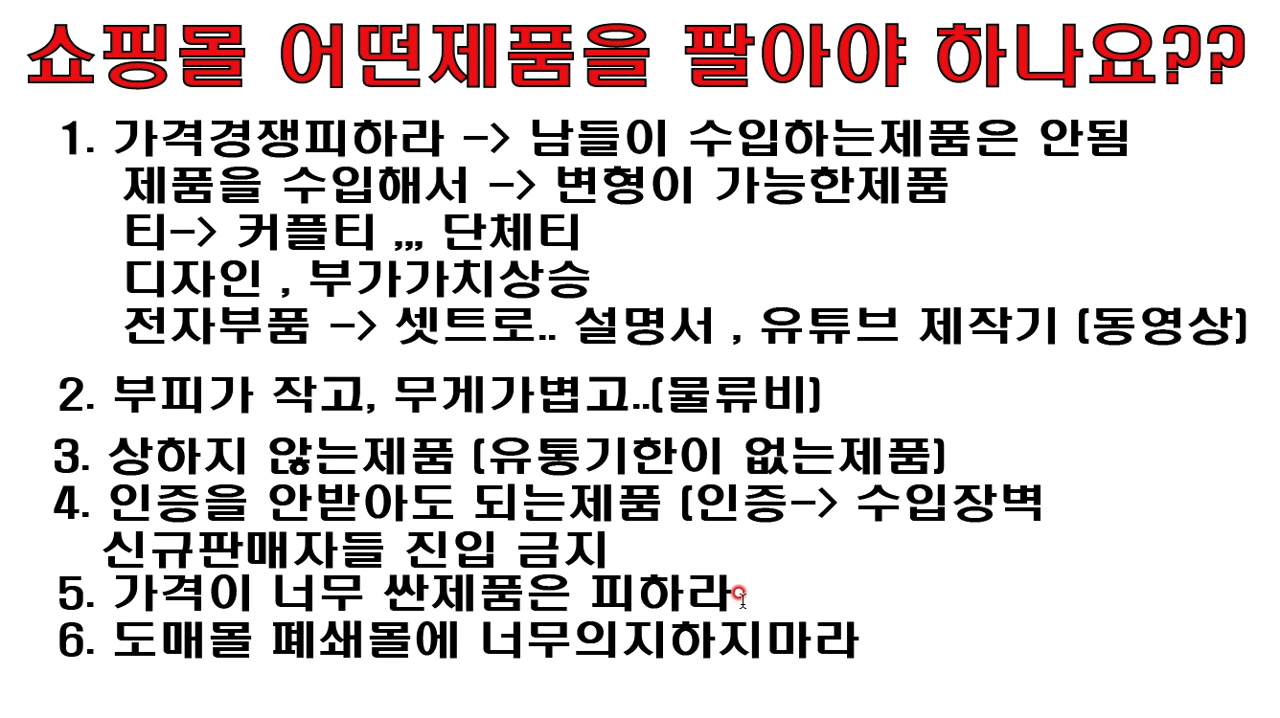 쇼핑몰 어떤제품을 팔아야 하나요??
1. 가격경쟁피하라 -> 남들이 수입하는제품은 안됨
제품을 수입해서 -> 변형이 가능한제품
티-> 커플티 ,,, 단체티
디자인 , 부가가치상승
전자부품 -> 셋트로.. 설명서 , 유튜브 제작기 (동영상)
2. 부피가 작고, 무게가볍고..(물류비)
3. 상하지 않는제품 (유통기한이 없는제품)
4. 인증을 안받아도 되는제품 (인증-> 수입장벽
신규판매자들 진입 금지
5. 가격이 너무 싼제품은 피하라
6. 도매몰 폐쇄몰에 너무의지하지마라